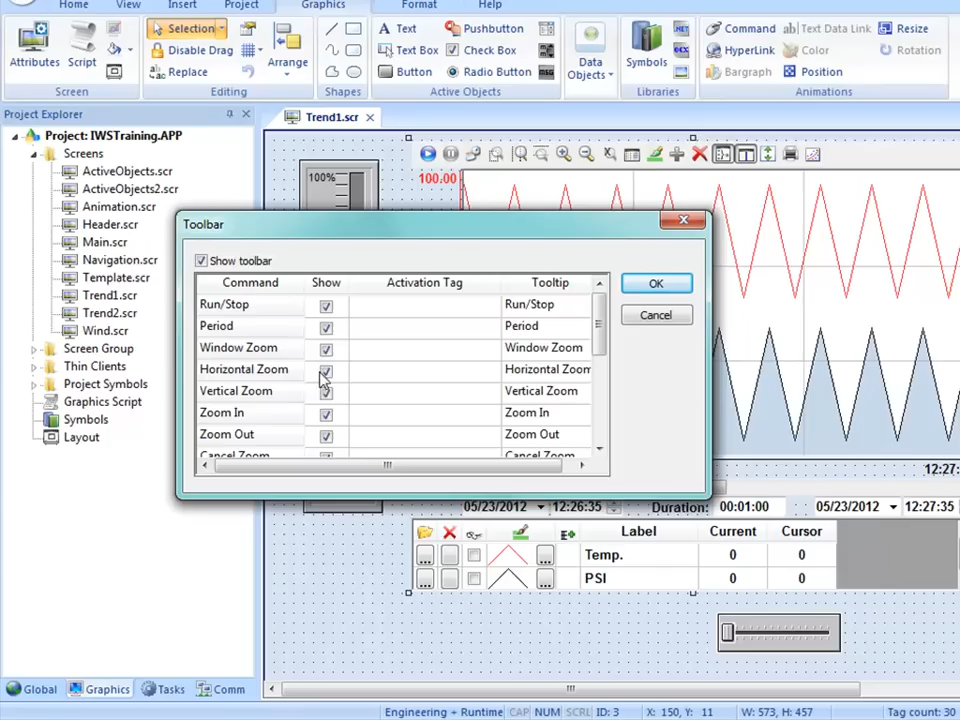 Home View Insert Project Graphics Format Help
Attributes Script
Selection
Disable Drag
Replace
Arrange
Text
Text Box
Button
Pushbutton
Check Box
Radio Button
Data
Objects
Symbols
Command
HyperLink
Bargraph
Text Data Link
Color
Position
Resize
Rotation
Screen Editing Shapes Active Objects Libraries Animations
Project Explorer
Project: IWSTraining.APP
Screens
ActiveObjects.scr
ActiveObjects2.scr
Animation.scr
Header.scr
Main.scr
Navigation.scr
Template.scr
Trend1.scr
Trend2.scr
Wind.scr
Screen Group
Thin Clients
Project Symbols
Graphics Script
Symbols
Layout
Global Graphics Tasks Comm
Trend1.scr
100%
100.00
Toolbar
Show toolbar
Command Show Activation Tag Tooltip
Run/Stop Run/Stop
Period Period
Window Zoom Window Zoom
Horizontal Zoom Horizontal Zoom
Vertical Zoom Vertical Zoom
Zoom In Zoom In
Zoom Out Zoom Out
Cancel Zoom Cancel Zoom
OK
Cancel
12:27:
05/23/2012 12:26:35 Duration: 00:01:00 05/23/2012 12:27:35
Label Current Cursor
... ... Temp. 0 0
... ... PSI 0 0
Engineering + Runtime CAP NUM SCRL ID: 3 X: 150, Y: 11 W: 573, H: 457 Tag count: 30